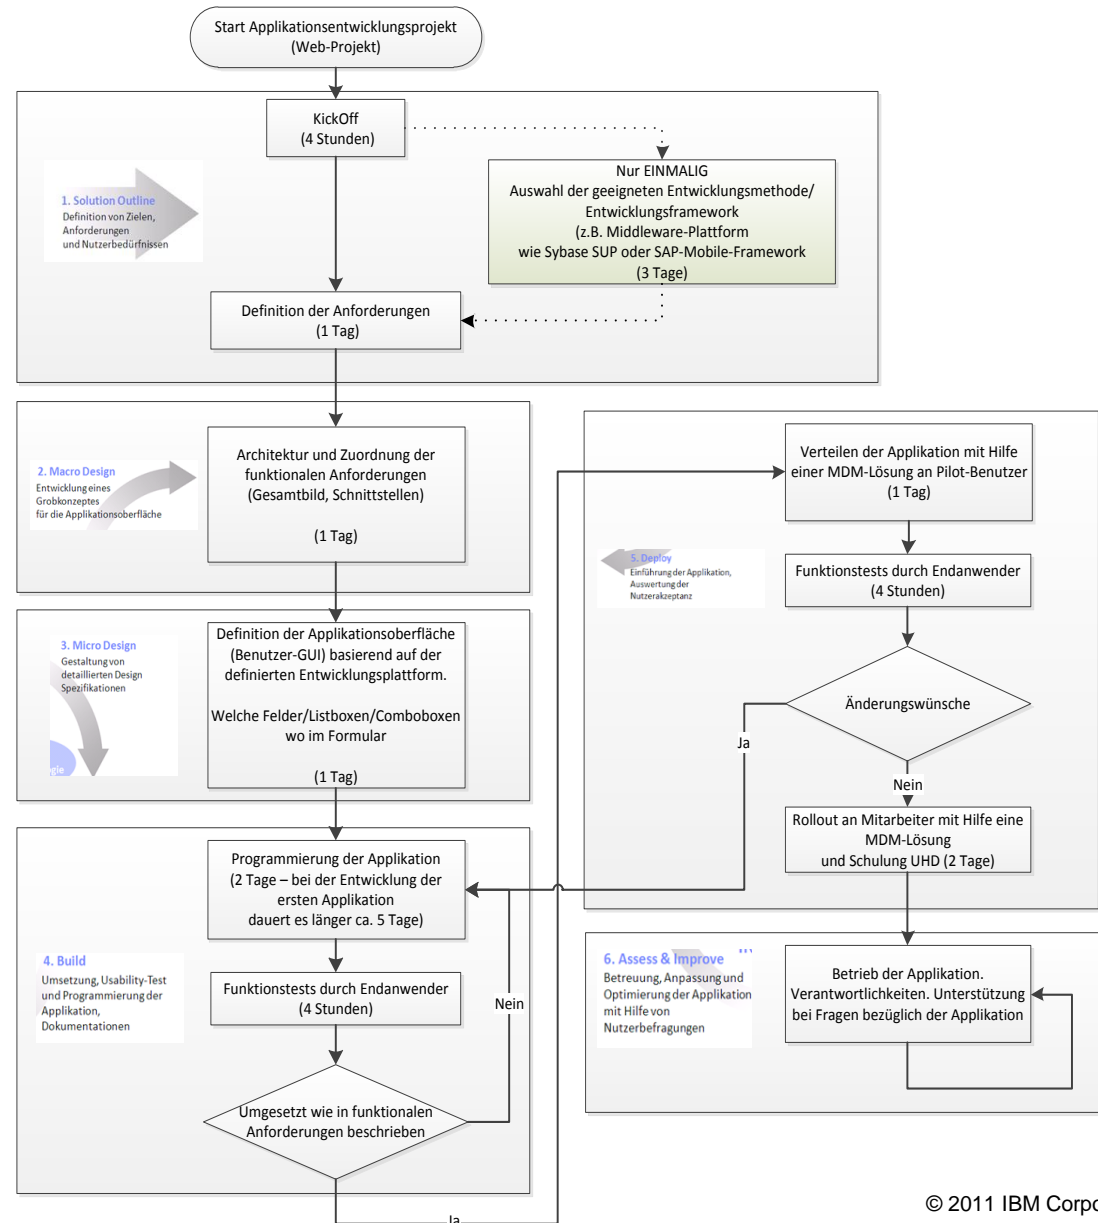 Start Applikationsentwicklungsprojekt
(Web-Projekt)
KickOff
(4 Stunden)
Nur EINMALIG
Auswahl der geeigneten Entwicklungsmethode/
Entwicklungsframework
(z.B. Middleware-Plattform
wie Sybase SUP oder SAP-Mobile-Framework
(3 Tage)
1. Solution Outline
Definition von Zielen,
Anforderungen
und Nutzerbedürfnissen
Definition der Anforderungen
(1 Tag)
2. Macro Design
Entwicklung eines
Grobkonzeptes
für die Applikationsoberfläche
Architektur und Zuordnung der
funktionalen Anforderungen
(Gesamtbild, Schnittstellen)
(1 Tag)
3. Micro Design
Gestaltung von
detaillierten Design
Spezifikationen
gie
Definition der Applikationsoberfläche
(Benutzer-GUI) basierend auf der
definierten Entwicklungsplattform.
Welche Felder/Listboxen/Comboboxen
wo im Formular
(1 Tag)
4. Build
Umsetzung, Usability-Test
und Programmierung der
Applikation,
Dokumentationen
Programmierung der Applikation
(2 Tage – bei der Entwicklung der
ersten Applikation
dauert es länger ca. 5 Tage)
Funktionstests durch Endanwender
(4 Stunden)
Nein
Umgesetzt wie in funktionalen
Anforderungen beschrieben
Ja
Verteilen der Applikation mit Hilfe
einer MDM-Lösung an Pilot-Benutzer
(1 Tag)
5. Deploy
Einführung der Applikation,
Auswertung der
Nutzerakzeptanz
Funktionstests durch Endanwender
(4 Stunden)
Änderungswünsche
Ja
Nein
Rollout an Mitarbeiter mit Hilfe eine
MDM-Lösung
und Schulung UHD (2 Tage)
6. Assess & Improve
Betreuung, Anpassung und
Optimierung der Applikation
mit Hilfe von
Nutzerbefragungen
Betrieb der Applikation.
Verantwortlichkeiten. Unterstützung
bei Fragen bezüglich der Applikation
© 2011 IBM Corpo